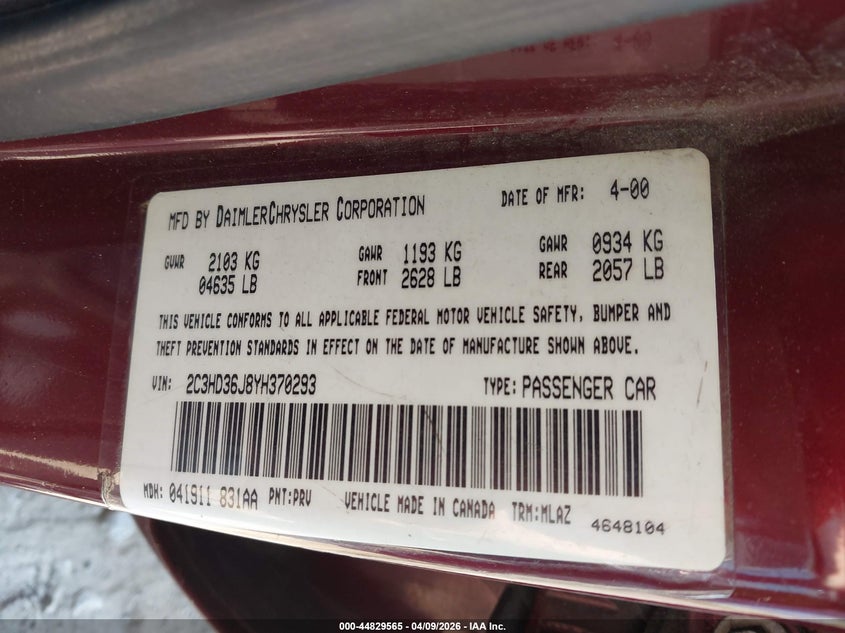 MFD BY DAIMLERCHRYSLER CORPORATION DATE OF MFR: 4-00
GVWR 2103 KG GAWR 1193 KG GAWR 0934 KG
04635 LB FRONT 2628 LB REAR 2057 LB
THIS VEHICLE CONFORMS TO ALL APPLICABLE FEDERAL MOTOR VEHICLE SAFETY, BUMPER AND
THEFT PREVENTION STANDARDS IN EFFECT ON THE DATE OF MANUFACTURE SHOWN ABOVE.
VIN: 2C3HD36J8YH370293 TYPE: PASSENGER CAR
MDH: 041911 831AA PNT:PRV VEHICLE MADE IN CANADA TRM:MLAZ 4648104
000-44829565 - 04/09/2026 - IAA Inc.